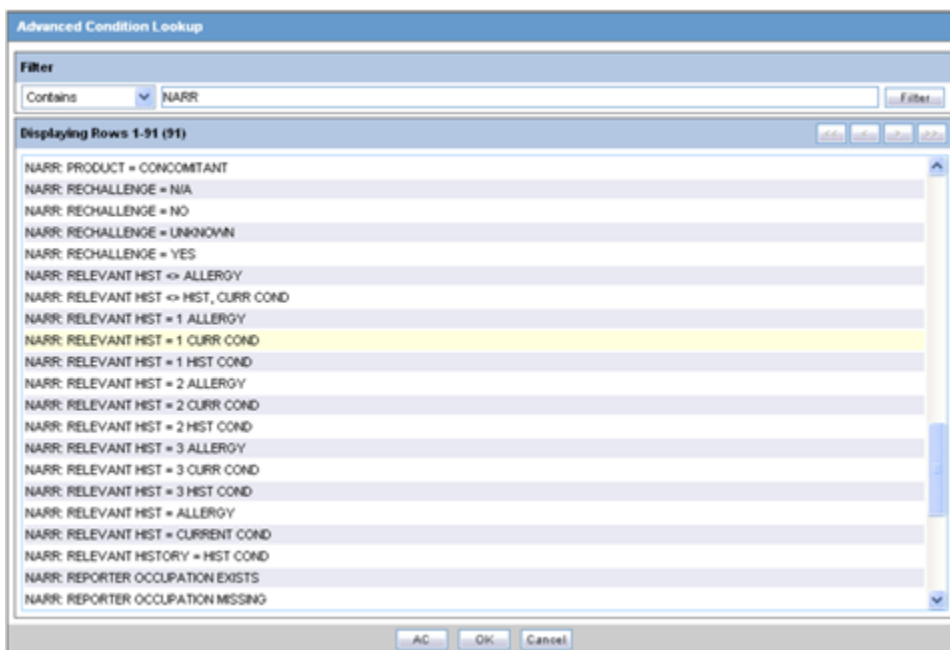 Advanced Condition Lookup
Filter
Contains NARR Filter
Displaying Rows 1-91 (91) << < > >>
NARR: PRODUCT = CONCOMITANT
NARR: RECHALLENGE = N/A
NARR: RECHALLENGE = NO
NARR: RECHALLENGE = UNKNOWN
NARR: RECHALLENGE = YES
NARR: RELEVANT HIST <> ALLERGY
NARR: RELEVANT HIST <> HIST, CURR COND
NARR: RELEVANT HIST = 1 ALLERGY
NARR: RELEVANT HIST = 1 CURR COND
NARR: RELEVANT HIST = 1 HIST COND
NARR: RELEVANT HIST = 2 ALLERGY
NARR: RELEVANT HIST = 2 CURR COND
NARR: RELEVANT HIST = 2 HIST COND
NARR: RELEVANT HIST = 3 ALLERGY
NARR: RELEVANT HIST = 3 CURR COND
NARR: RELEVANT HIST = 3 HIST COND
NARR: RELEVANT HIST = ALLERGY
NARR: RELEVANT HIST = CURRENT COND
NARR: RELEVANT HISTORY = HIST COND
NARR: REPORTER OCCUPATION EXISTS
NARR: REPORTER OCCUPATION MISSING
AC OK Cancel